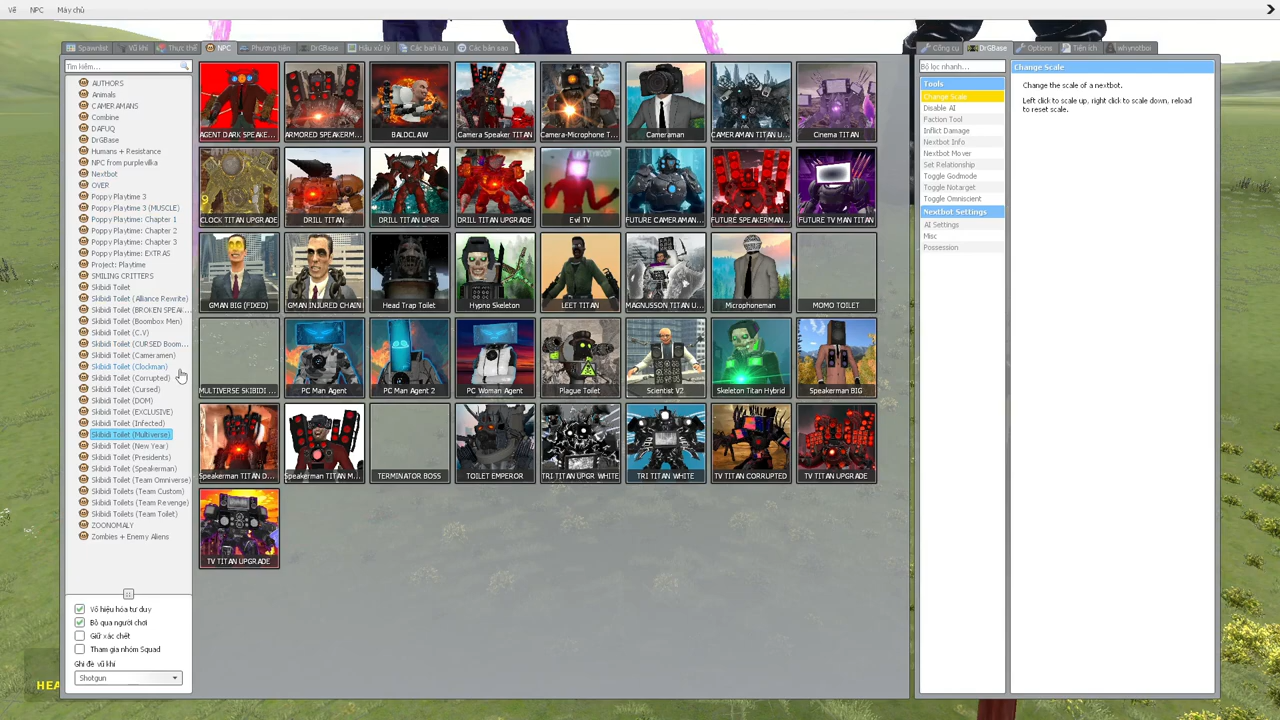 Vẽ NPC Máy chủ
Spawnlist Vũ khí Thực thể NPC Phương tiện DrGBase Hậu xử lý Các bản lưu Các bản sao
Công cụ DrGBase Options Tiện ích whynotboi
Tìm kiếm...
AUTHORS
Animals
CAMERAMANS
Combine
DAFUQ
DrGBase
Humans + Resistance
NPC from purplevilka
Nextbot
OVER
Poppy Playtime 3
Poppy Playtime 3 (MUSCLE)
Poppy Playtime: Chapter 1
Poppy Playtime: Chapter 2
Poppy Playtime: Chapter 3
Poppy Playtime: EXTRAS
Project: Playtime
SMILING CRITTERS
Skibidi Toilet
Skibidi Toilet (Alliance Rewrite)
Skibidi Toilet (BROKEN SPEAK...
Skibidi Toilet (Boombox Men)
Skibidi Toilet (C.V)
Skibidi Toilet (CURSED Boom...
Skibidi Toilet (Cameramen)
Skibidi Toilet (Clockman)
Skibidi Toilet (Corrupted)
Skibidi Toilet (Cursed)
Skibidi Toilet (DOM)
Skibidi Toilet (EXCLUSIVE)
Skibidi Toilet (Infected)
Skibidi Toilet (Multiverse)
Skibidi Toilet (New Year)
Skibidi Toilet (Presidents)
Skibidi Toilet (Speakerman)
Skibidi Toilet (Team Omniverse)
Skibidi Toilets (Team Custom)
Skibidi Toilets (Team Revenge)
Skibidi Toilets (Team Toilet)
ZOONOMALY
Zombies + Enemy Aliens
Vô hiệu hóa tư duy
Bỏ qua người chơi
Giữ xác chết
Tham gia nhóm Squad
Ghi đè vũ khí
Shotgun
HEA
AGENT DARK SPEAKE... ARMORED SPEAKERM... BALDCLAW Camera Speaker TITAN Camera-Microphone T... Cameraman CAMERAMAN TITAN U... Cinema TITAN
CLOCK TITAN UPGRADE DRILL TITAN DRILL TITAN UPGR DRILL TITAN UPGRADE Evil TV FUTURE CAMERAMAN... FUTURE SPEAKERMAN... FUTURE TV MAN TITAN
GMAN BIG (FIXED) GMAN INJURED CHAIN Head Trap Toilet Hypno Skeleton LEET TITAN MAGNUSSON TITAN U... Microphoneman MOMO TOILET
MULTIVERSE SKIBIDI ... PC Man Agent PC Man Agent 2 PC Woman Agent Plague Toilet Scientist V2 Skeleton Titan Hybrid Speakerman BIG
Speakerman TITAN D... Speakerman TITAN M... TERMINATOR BOSS TOILET EMPEROR TRI TITAN UPGR WHITE TRI TITAN WHITE TV TITAN CORRUPTED TV TITAN UPGRADE
TV TITAN UPGRADE
Bộ lọc nhanh...
Tools
Change Scale
Disable AI
Faction Tool
Inflict Damage
Nextbot Info
Nextbot Mover
Set Relationship
Toggle Godmode
Toggle Notarget
Toggle Omniscient
Nextbot Settings
AI Settings
Misc
Possession
Change Scale
Change the scale of a nextbot.
Left click to scale up, right click to scale down, reload
to reset scale.